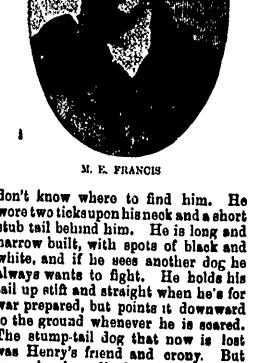 M. E. FRANCIS
don't know where to find him. He
wore two ticks upon his neck and a short
stub tail behind him. He is long and
narrow built, with spots of black and
white, and if he sees another dog he
always wants to fight. He holds his
tail up stift and straight when he's for
war prepared, but points it downward
to the ground whenever he is scared.
The stump-tail dog that now is lost
was Henry's friend and crony. But